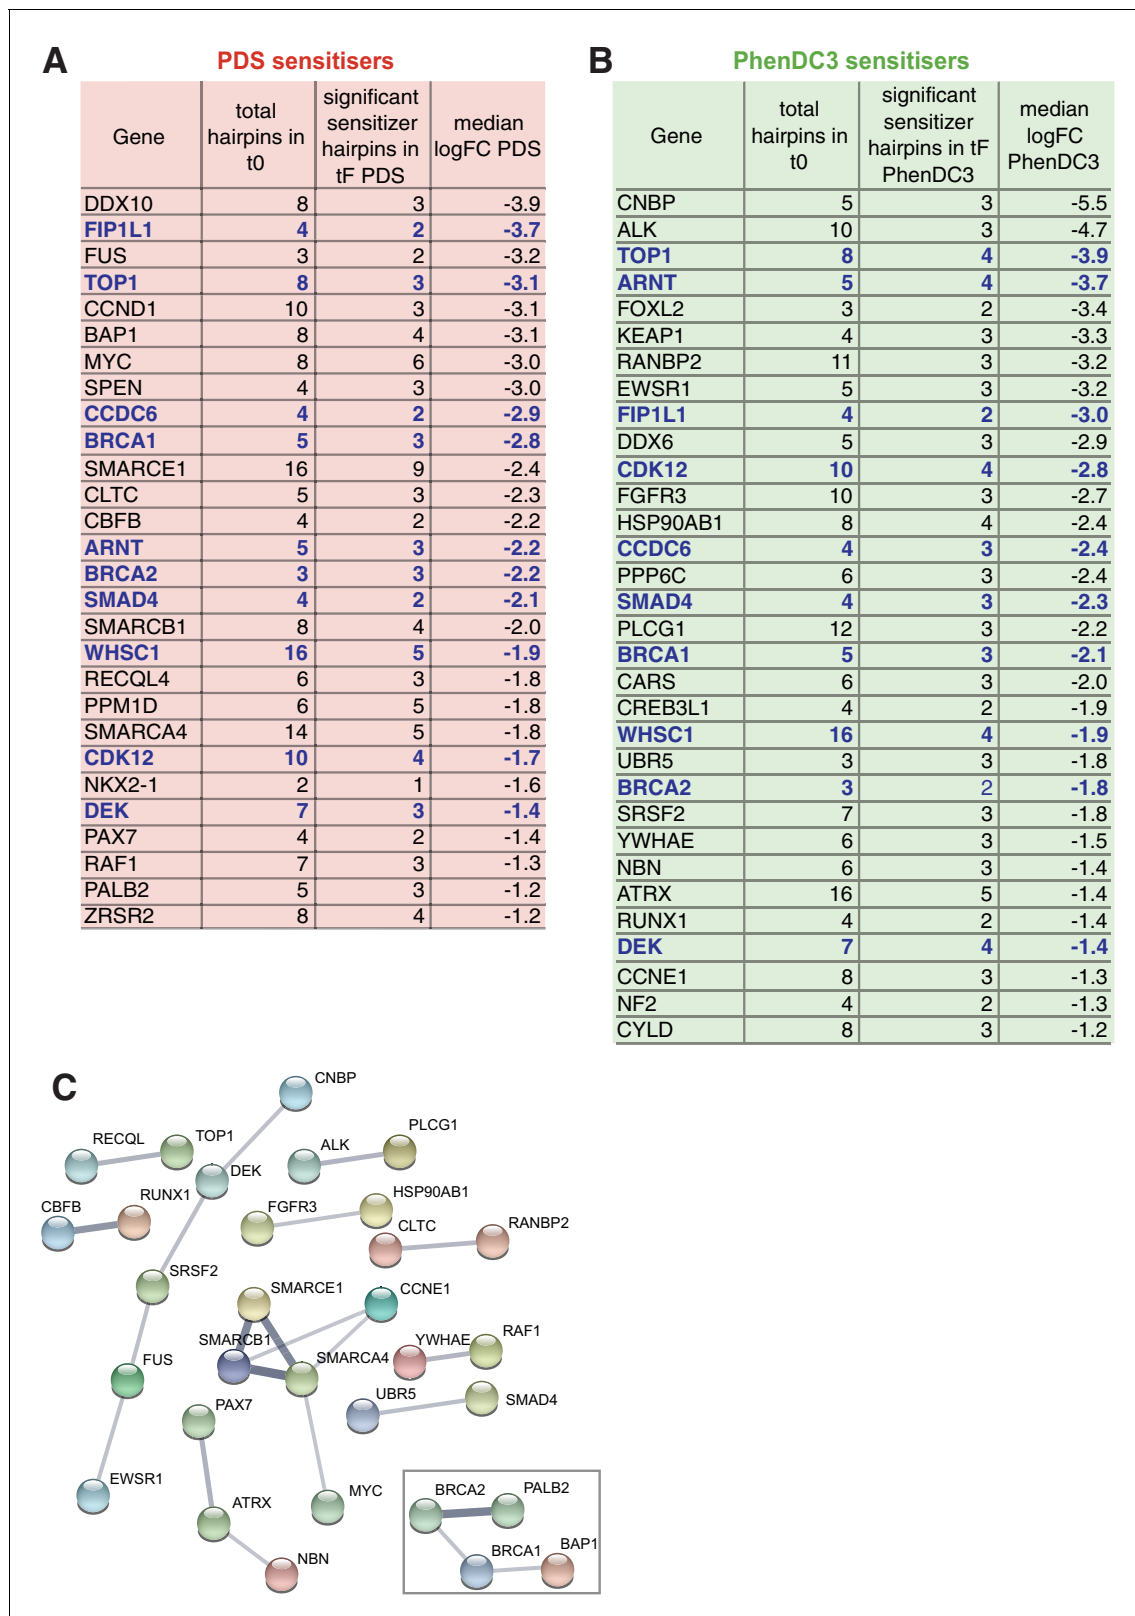 A
PDS sensitisers
Gene
total
hairpins in
t0
significant
sensitizer
hairpins in
tF PDS
median
logFC PDS
DDX10 8 3 -3.9
FIP1L1 4 2 -3.7
FUS 3 2 -3.2
TOP1 8 3 -3.1
CCND1 10 3 -3.1
BAP1 8 4 -3.1
MYC 8 6 -3.0
SPEN 4 3 -3.0
CCDC6 4 2 -2.9
BRCA1 5 3 -2.8
SMARCE1 16 9 -2.4
CLTC 5 3 -2.3
CBFB 4 2 -2.2
ARNT 5 3 -2.2
BRCA2 3 3 -2.2
SMAD4 4 2 -2.1
SMARCB1 8 4 -2.0
WHSC1 16 5 -1.9
RECQL4 6 3 -1.8
PPM1D 6 5 -1.8
SMARCA4 14 5 -1.8
CDK12 10 4 -1.7
NKX2-1 2 1 -1.6
DEK 7 3 -1.4
PAX7 4 2 -1.4
RAF1 7 3 -1.3
PALB2 5 3 -1.2
ZRSR2 8 4 -1.2
B
PhenDC3 sensitisers
Gene
total
hairpins in
t0
significant
sensitizer
hairpins in tF
PhenDC3
median
logFC
PhenDC3
CNBP 5 3 -5.5
ALK 10 3 -4.7
TOP1 8 4 -3.9
ARNT 5 4 -3.7
FOXL2 3 2 -3.4
KEAP1 4 3 -3.3
RANBP2 11 3 -3.2
EWSR1 5 3 -3.2
FIP1L1 4 2 -3.0
DDX6 5 3 -2.9
CDK12 10 4 -2.8
FGFR3 10 3 -2.7
HSP90AB1 8 4 -2.4
CCDC6 4 3 -2.4
PPP6C 6 3 -2.4
SMAD4 4 3 -2.3
PLCG1 12 3 -2.2
BRCA1 5 3 -2.1
CARS 6 3 -2.0
CREB3L1 4 2 -1.9
WHSC1 16 4 -1.9
UBR5 3 3 -1.8
BRCA2 3 2 -1.8
SRSF2 7 3 -1.8
YWHAE 6 3 -1.5
NBN 6 3 -1.4
ATRX 16 5 -1.4
RUNX1 4 2 -1.4
DEK 7 4 -1.4
CCNE1 8 3 -1.3
NF2 4 2 -1.3
CYLD 8 3 -1.2
C
CNBP
RECQL
TOP1
ALK
PLCG1
DEK
CBFB
RUNX1
FGFR3
HSP90AB1
CLTC
RANBP2
SRSF2
SMARCE1
CCNE1
SMARCB1
SMARCA4
YWHAE
RAF1
FUS
UBR5
SMAD4
PAX7
EWSR1
ATRX
MYC
NBN
BRCA2
PALB2
BRCA1
BAP1